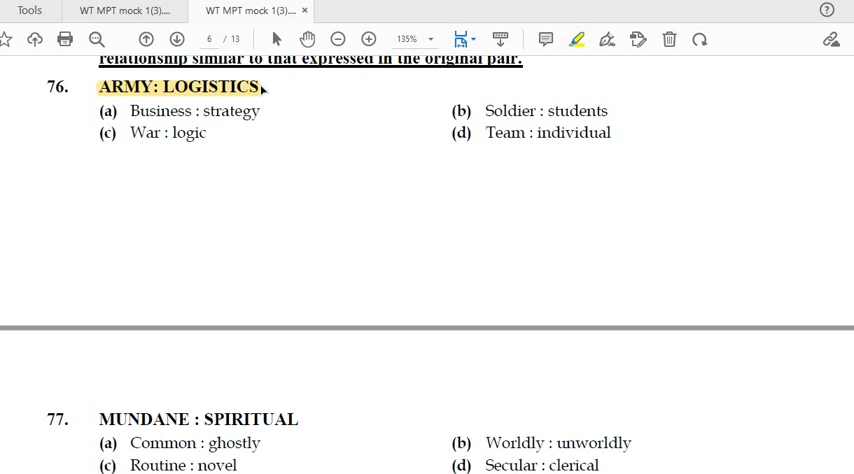 Tools WT MPT mock 1(3).... WT MPT mock 1(3).... ×
6 / 13 135%
relationship similar to that expressed in the original pair.
76. ARMY: LOGISTICS
(a) Business : strategy (b) Soldier : students
(c) War : logic (d) Team : individual
77. MUNDANE : SPIRITUAL
(a) Common : ghostly (b) Worldly : unworldly
(c) Routine : novel (d) Secular : clerical